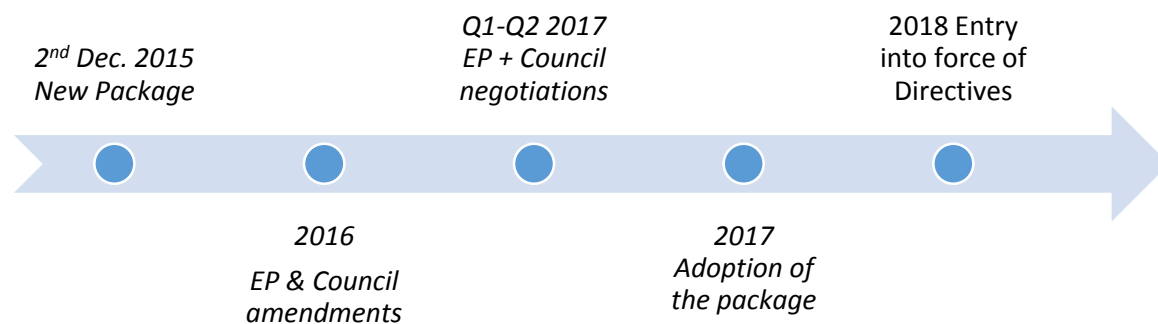 2nd Dec. 2015
New Package
2016
EP & Council
amendments
Q1-Q2 2017
EP + Council
negotiations
2017
Adoption of
the package
2018 Entry
into force of
Directives